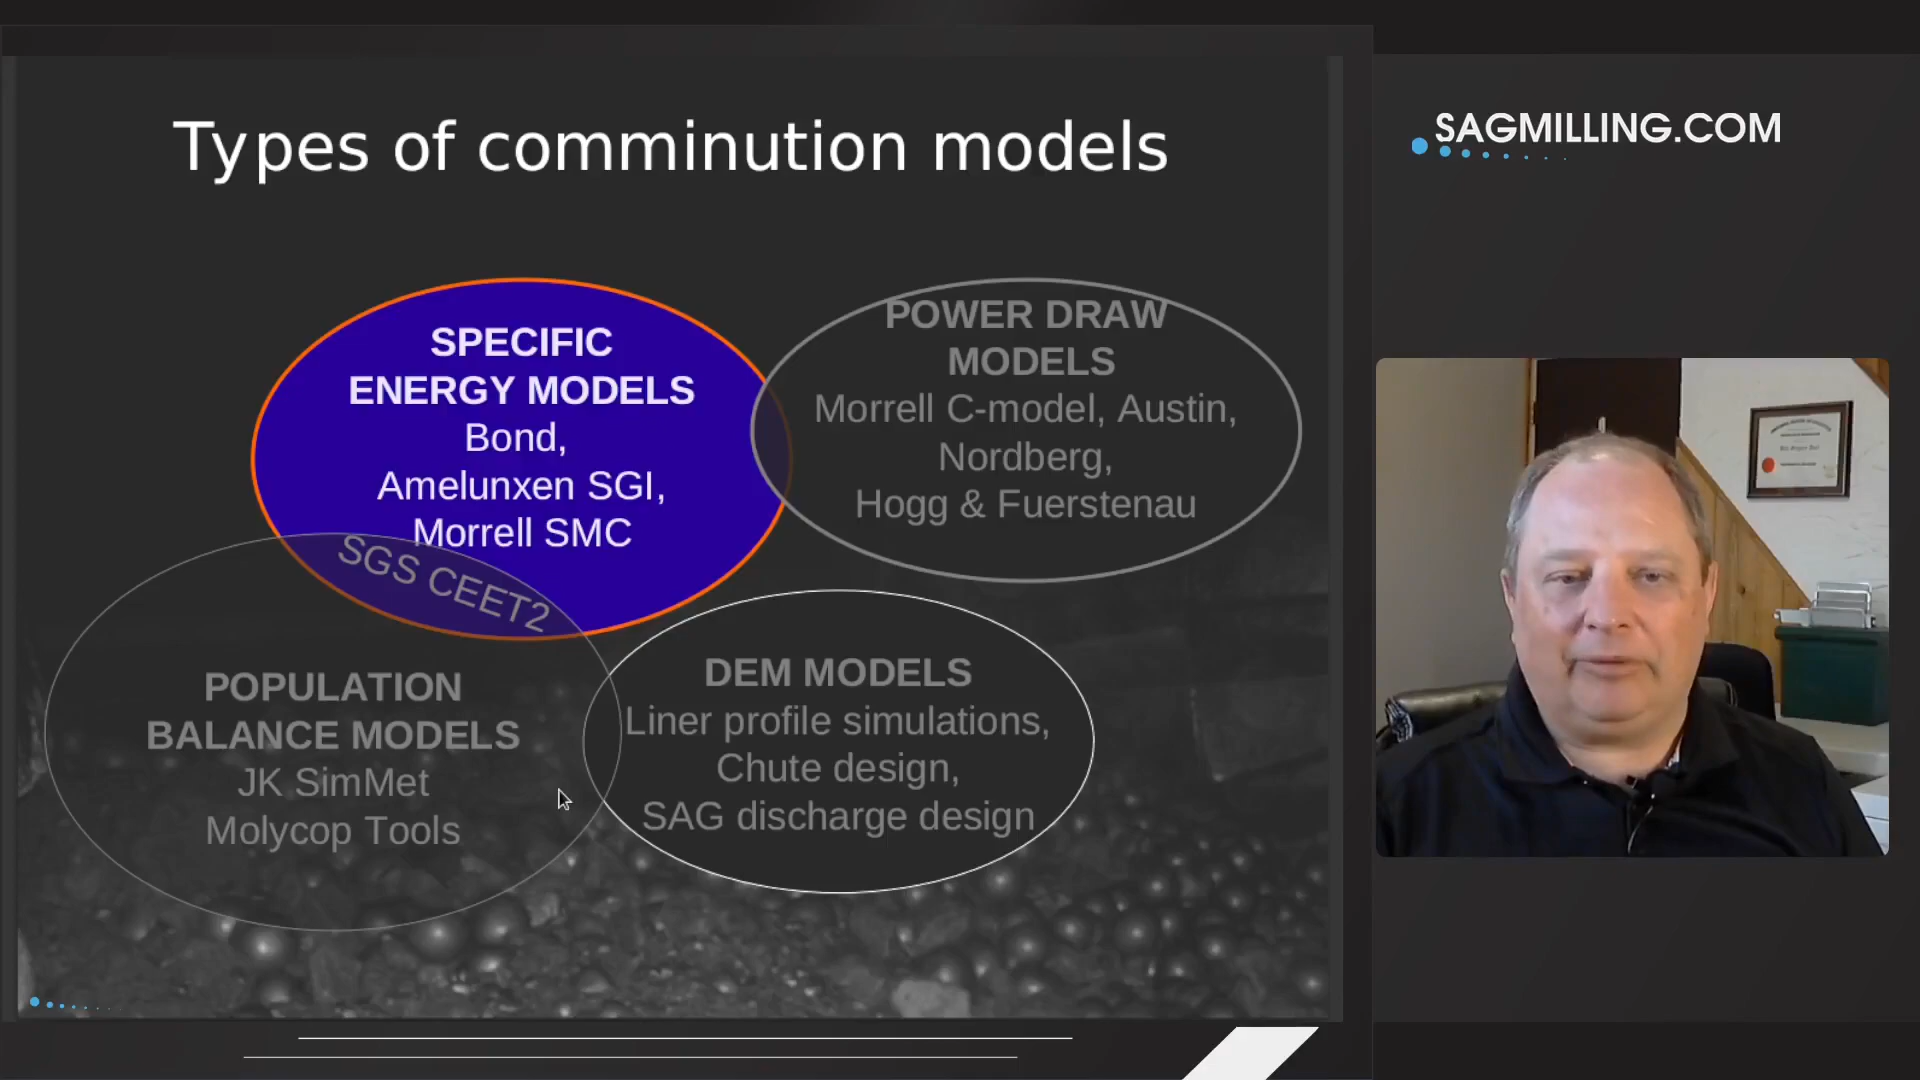 Types of comminution models
SAGMILLING.COM
SPECIFIC
ENERGY MODELS
Bond,
Amelunxen SGI,
Morrell SMC
POWER DRAW
MODELS
Morrell C-model, Austin,
Nordberg,
Hogg & Fuerstenau
SGS CEET2
POPULATION
BALANCE MODELS
JK SimMet
Molycop Tools
DEM MODELS
Liner profile simulations,
Chute design,
SAG discharge design